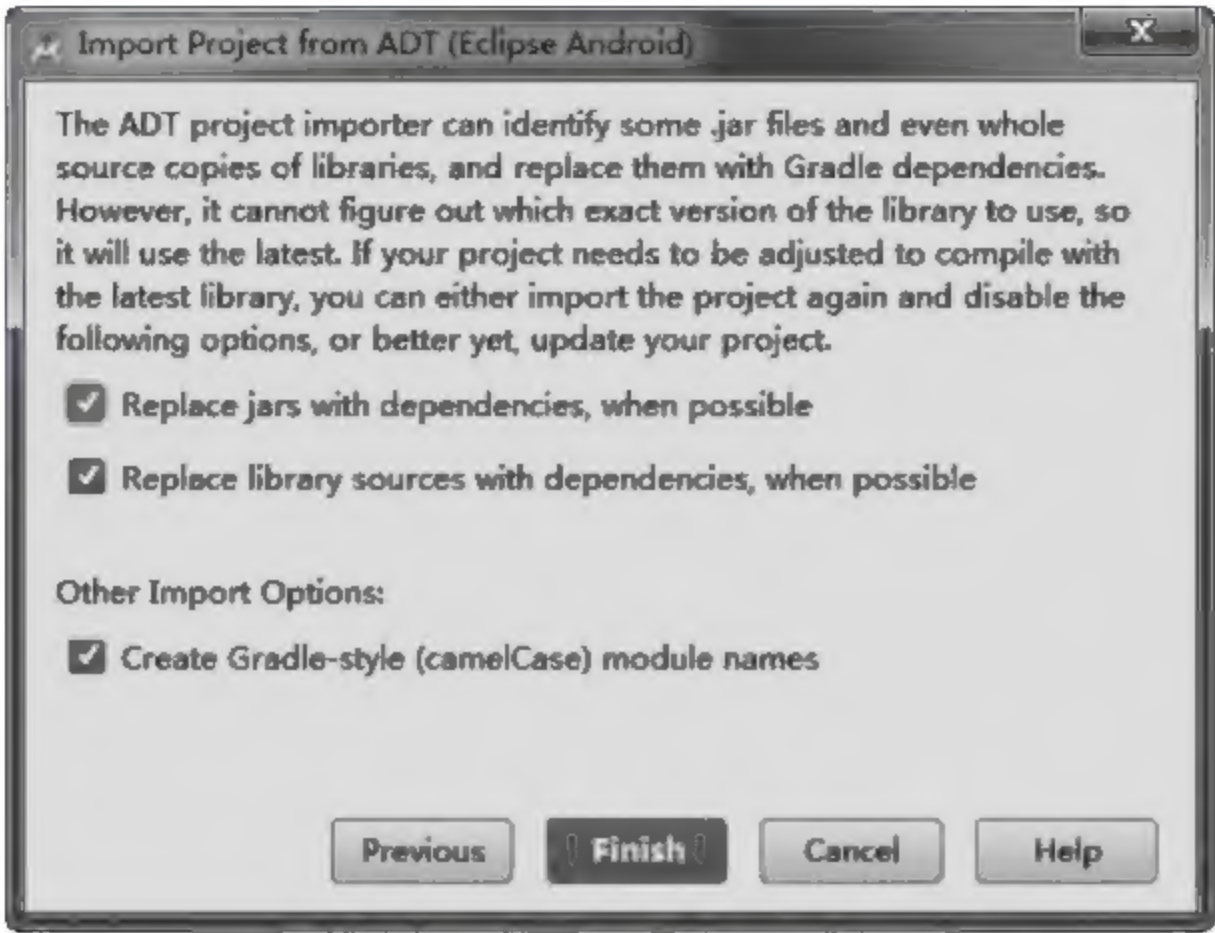 Import Project from ADT (Eclipse Android)
The ADT project importer can identify some .jar files and even whole
source copies of libraries, and replace them with Gradle dependencies.
However, it cannot figure out which exact version of the library to use, so
it will use the latest. If your project needs to be adjusted to compile with
the latest library, you can either import the project again and disable the
following options, or better yet, update your project.
Replace jars with dependencies, when possible
Replace library sources with dependencies, when possible
Other Import Options:
Create Gradle-style (camelCase) module names
Previous Finish Cancel Help